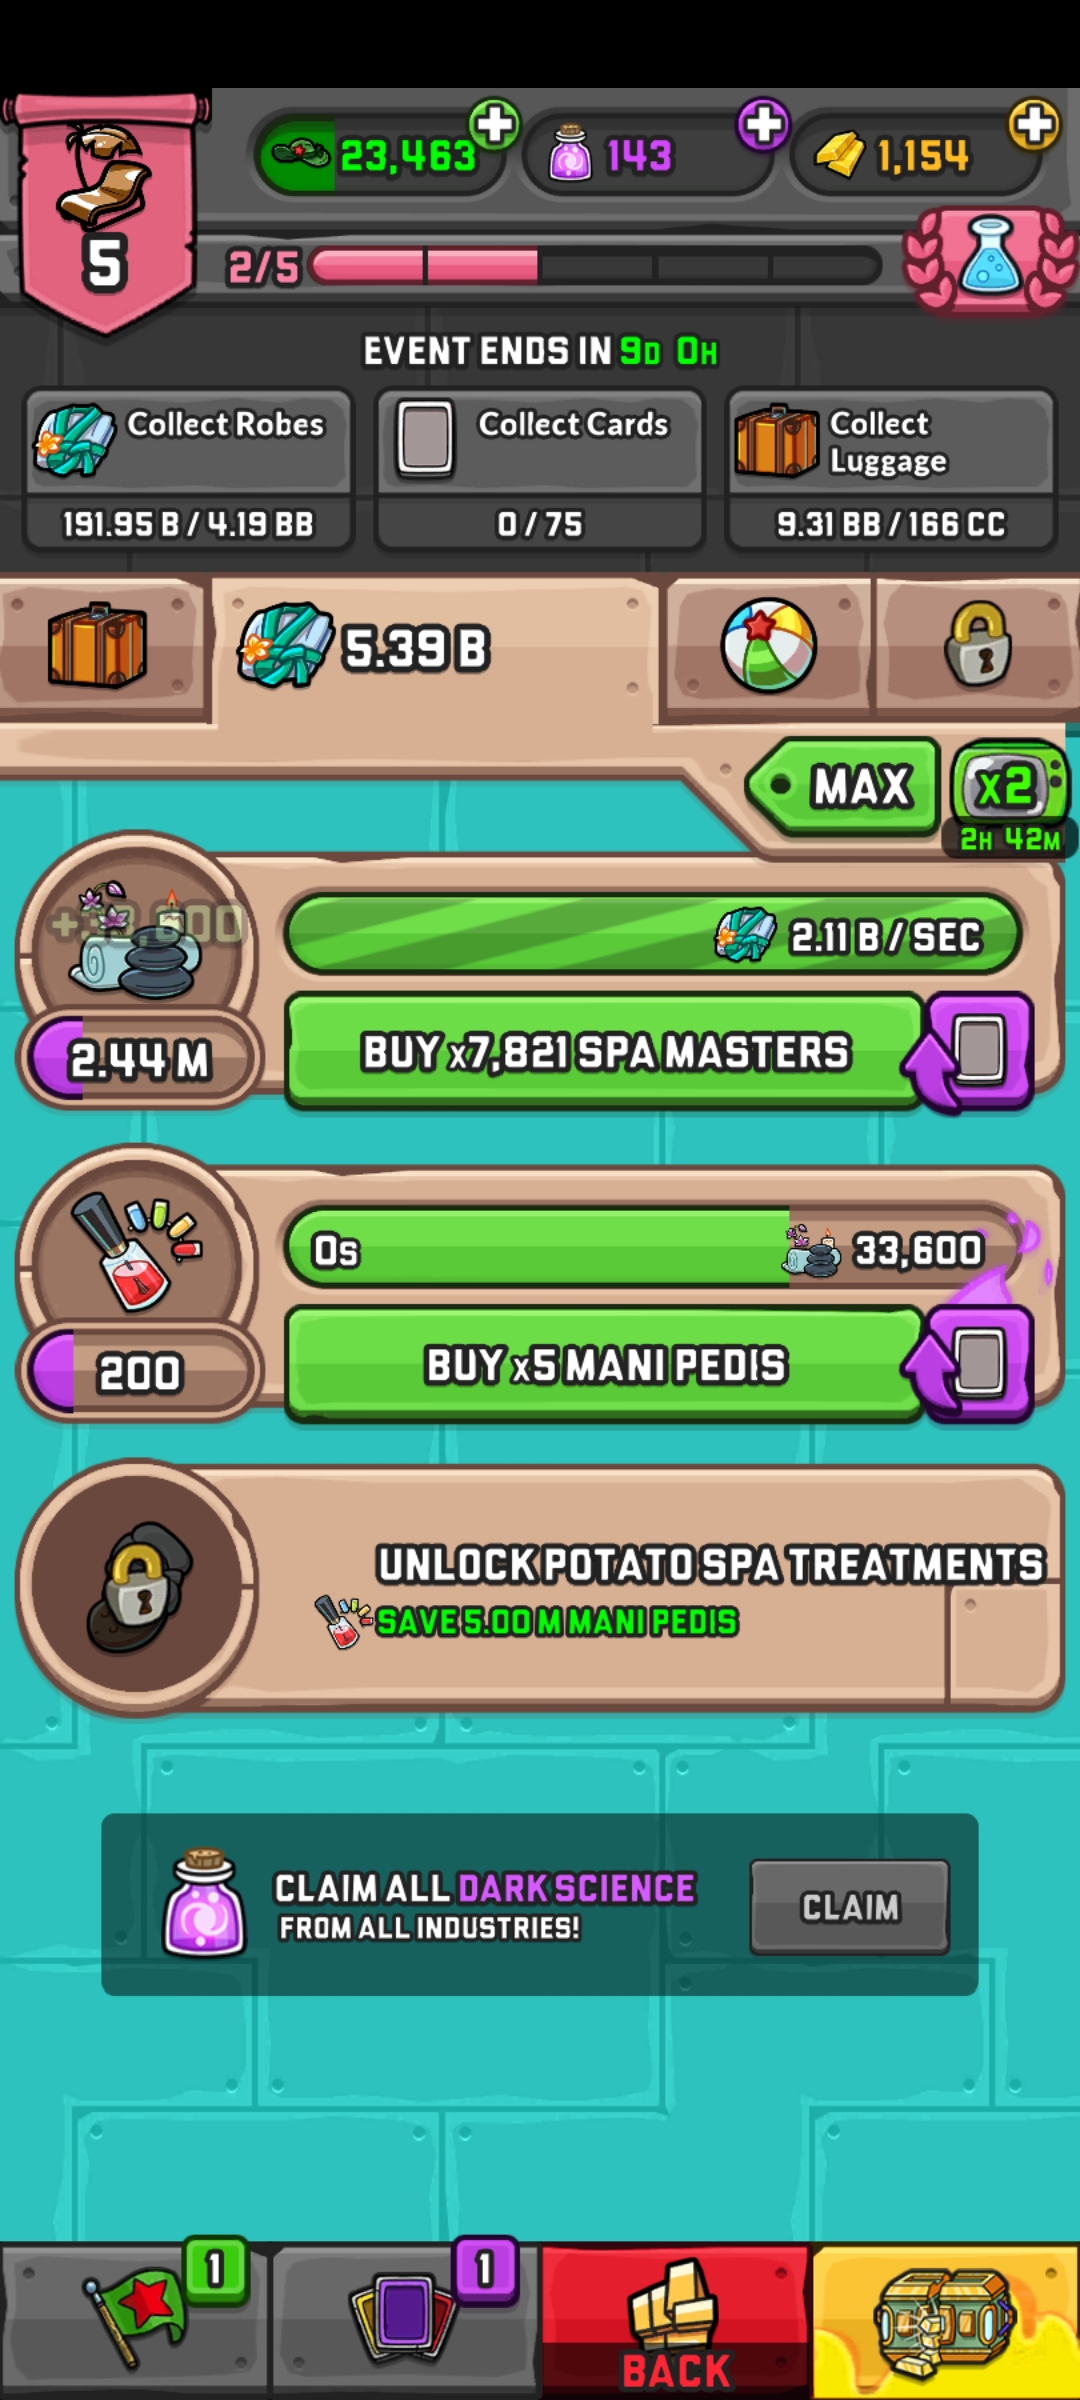 23,463
143
1,154
5
2/5
EVENT ENDS IN 9D 0H
Collect Robes
191.95 B / 4.19 BB
Collect Cards
0 / 75
Collect
Luggage
9.31 BB / 166 CC
5.39 B
MAX
x2
2H 42M
2.11 B / SEC
2.44 M
BUY x7,821 SPA MASTERS
0s
33,600
200
BUY x5 MANI PEDIS
UNLOCK POTATO SPA TREATMENTS
SAVE 5.00 M MANI PEDIS
CLAIM ALL DARK SCIENCE
FROM ALL INDUSTRIES!
CLAIM
1
1
BACK